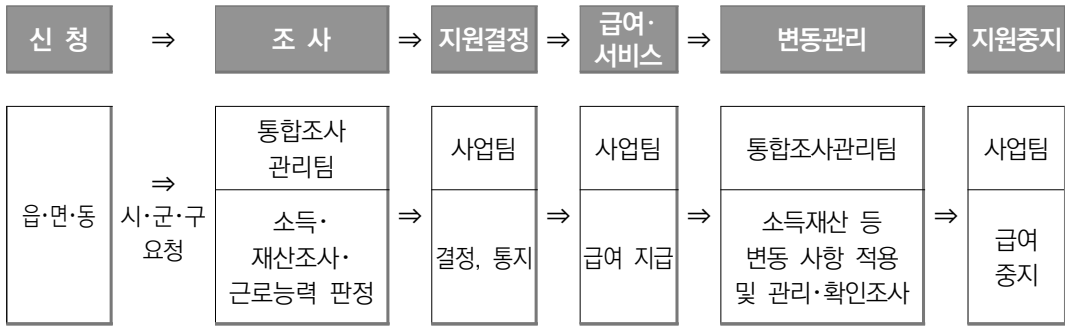 신 청 ⇒ 조 사 ⇒ 지원결정 ⇒ 급여·서비스 ⇒ 변동관리 ⇒ 지원중지
읍·면·동
⇒
시·군·구
요청
통합조사
관리팀
소득·
재산조사·
근로능력 판정
⇒
사업팀
결정, 통지
⇒
사업팀
급여 지급
⇒
통합조사관리팀
소득재산 등
변동 사항 적용
및 관리·확인조사
⇒
사업팀
급여
중지